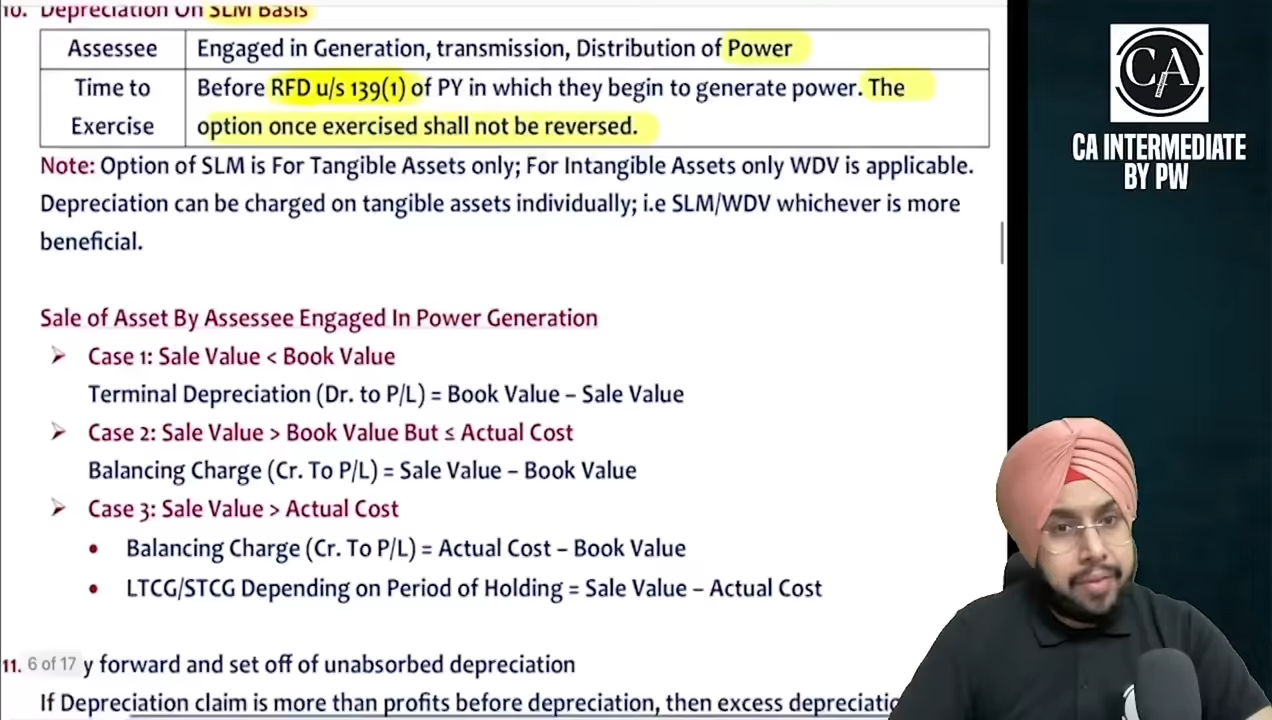 10. Depreciation On SLM Basis
Assessee Engaged in Generation, transmission, Distribution of Power
Time to Exercise Before RFD u/s 139(1) of PY in which they begin to generate power. The
option once exercised shall not be reversed.
Note: Option of SLM is For Tangible Assets only; For Intangible Assets only WDV is applicable.
Depreciation can be charged on tangible assets individually; i.e SLM/WDV whichever is more
beneficial.
Sale of Asset By Assessee Engaged In Power Generation
➢ Case 1: Sale Value < Book Value
Terminal Depreciation (Dr. to P/L) = Book Value – Sale Value
➢ Case 2: Sale Value > Book Value But ≤ Actual Cost
Balancing Charge (Cr. To P/L) = Sale Value – Book Value
➢ Case 3: Sale Value > Actual Cost
• Balancing Charge (Cr. To P/L) = Actual Cost – Book Value
• LTCG/STCG Depending on Period of Holding = Sale Value – Actual Cost
11. 6 of 17 y forward and set off of unabsorbed depreciation
If Depreciation claim is more than profits before depreciation, then excess
CA
CA INTERMEDIATE
BY PW